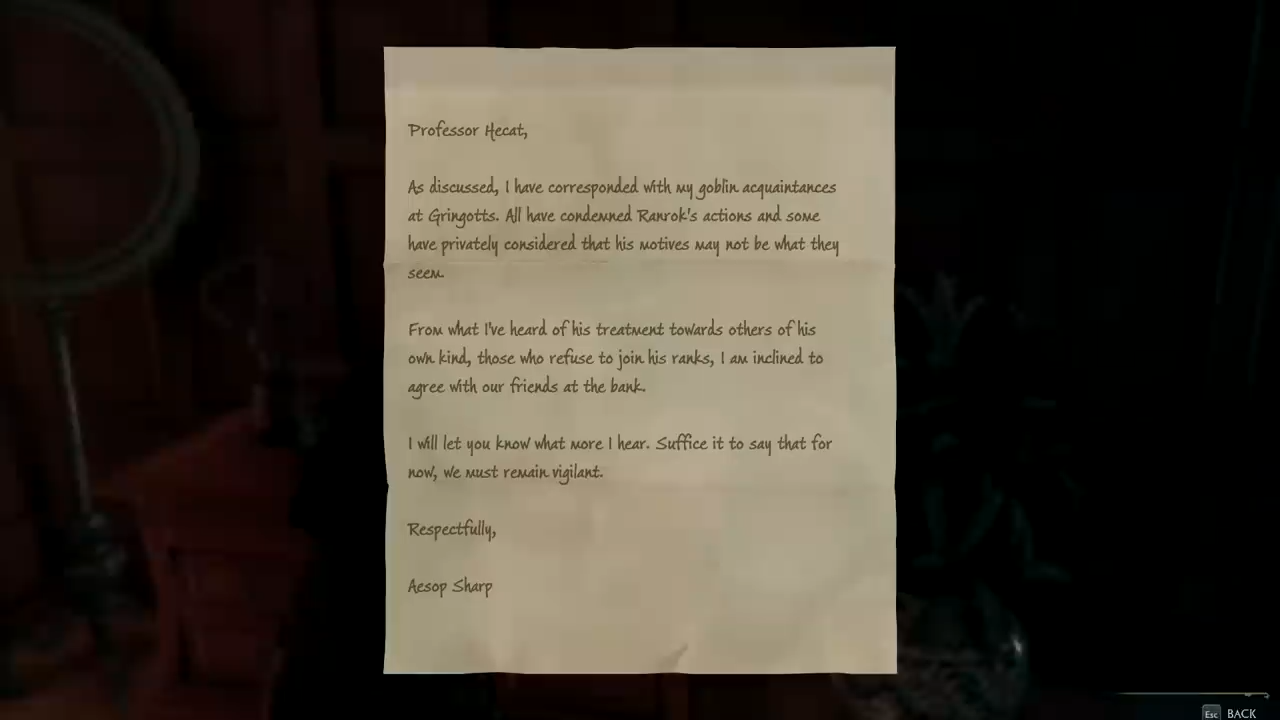 Professor Hecat,
As discussed, I have corresponded with my goblin acquaintances
at Gringotts. All have condemned Ranrok's actions and some
have privately considered that his motives may not be what they
seem.
From what I've heard of his treatment towards others of his
own kind, those who refuse to join his ranks, I am inclined to
agree with our friends at the bank.
I will let you know what more I hear. Suffice it to say that for
now, we must remain vigilant.
Respectfully,
Aesop Sharp
Esc BACK